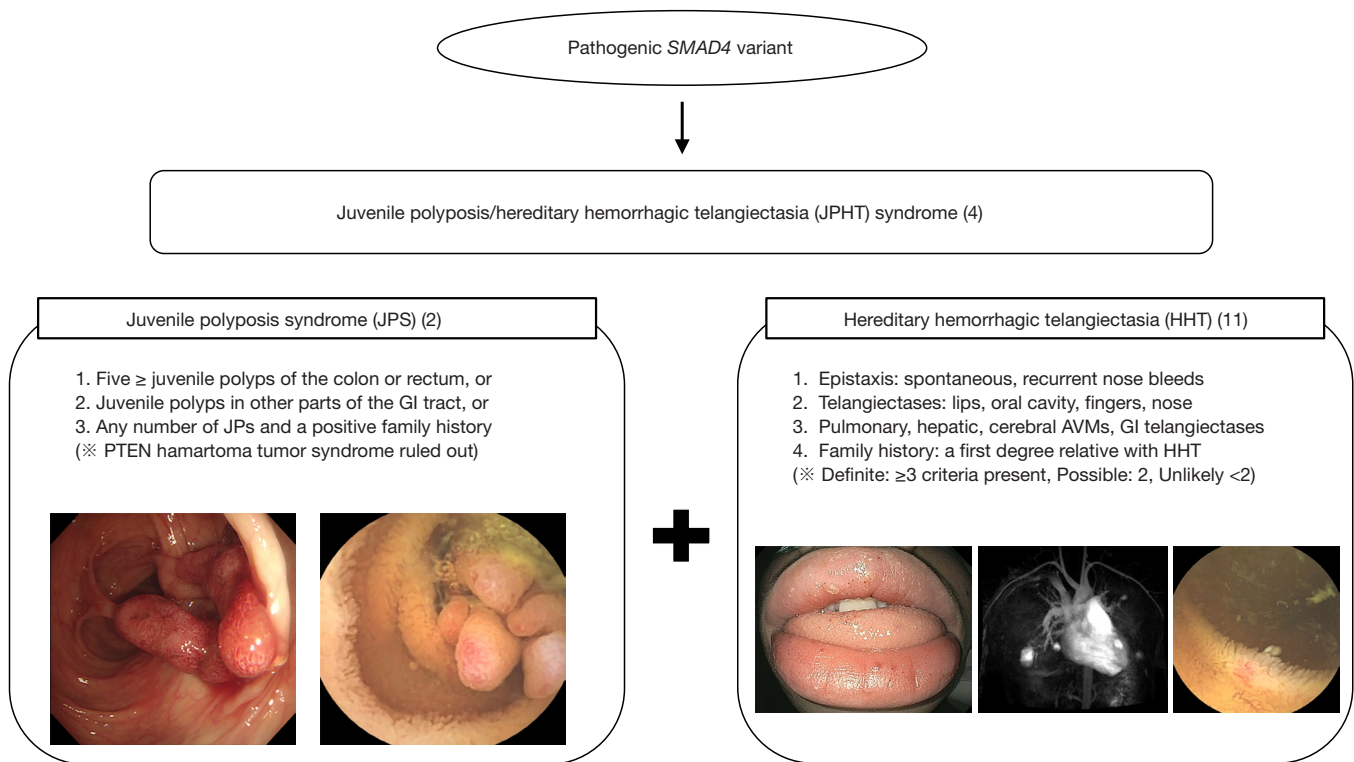 Pathogenic SMAD4 variant
Juvenile polyposis/hereditary hemorrhagic telangiectasia (JPHT) syndrome (4)
Juvenile polyposis syndrome (JPS) (2)
1. Five ≥ juvenile polyps of the colon or rectum, or
2. Juvenile polyps in other parts of the GI tract, or
3. Any number of JPs and a positive family history
(※ PTEN hamartoma tumor syndrome ruled out)
Hereditary hemorrhagic telangiectasia (HHT) (11)
1. Epistaxis: spontaneous, recurrent nose bleeds
2. Telangiectases: lips, oral cavity, fingers, nose
3. Pulmonary, hepatic, cerebral AVMs, GI telangiectases
4. Family history: a first degree relative with HHT
(※ Definite: ≥3 criteria present, Possible: 2, Unlikely <2)